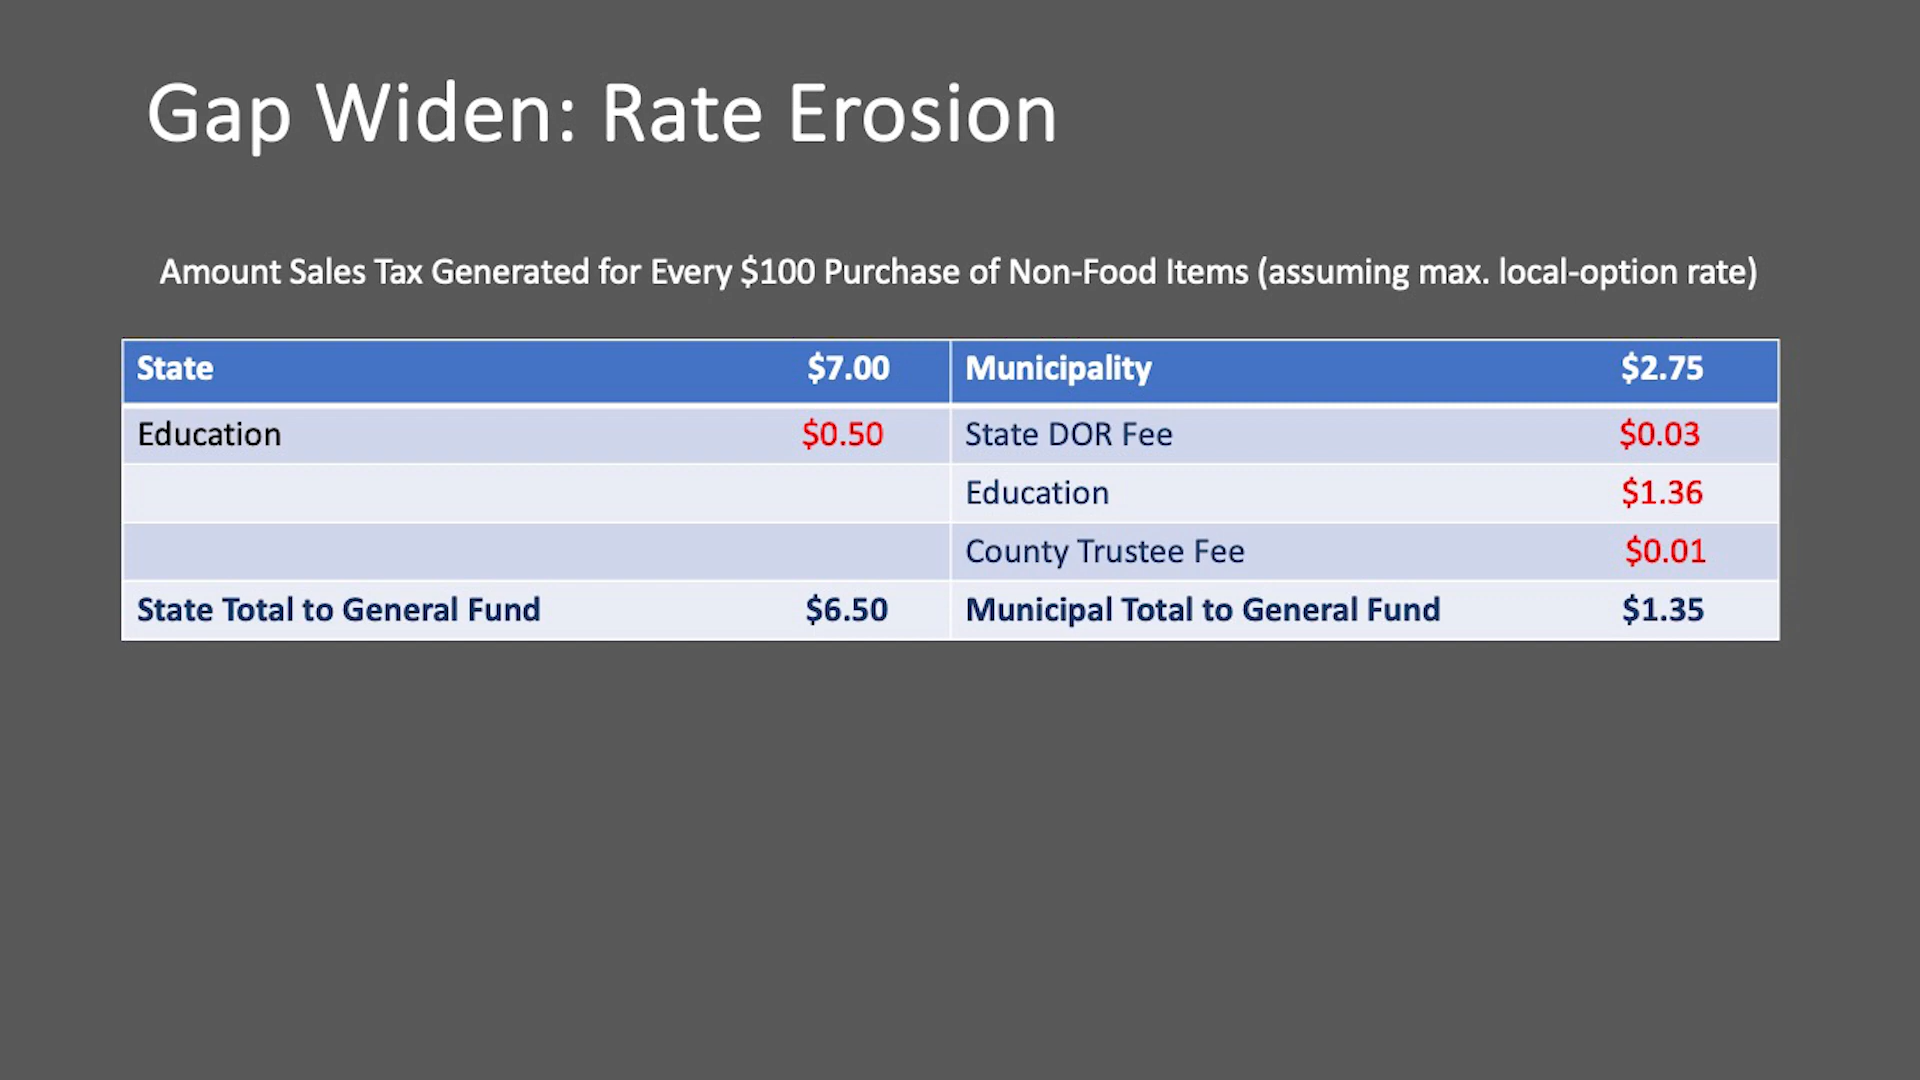 Gap Widen: Rate Erosion
Amount Sales Tax Generated for Every $100 Purchase of Non-Food Items (assuming max. local-option rate)
State $7.00 Municipality $2.75
Education $0.50 State DOR Fee $0.03
Education $1.36
County Trustee Fee $0.01
State Total to General Fund $6.50 Municipal Total to General Fund $1.35